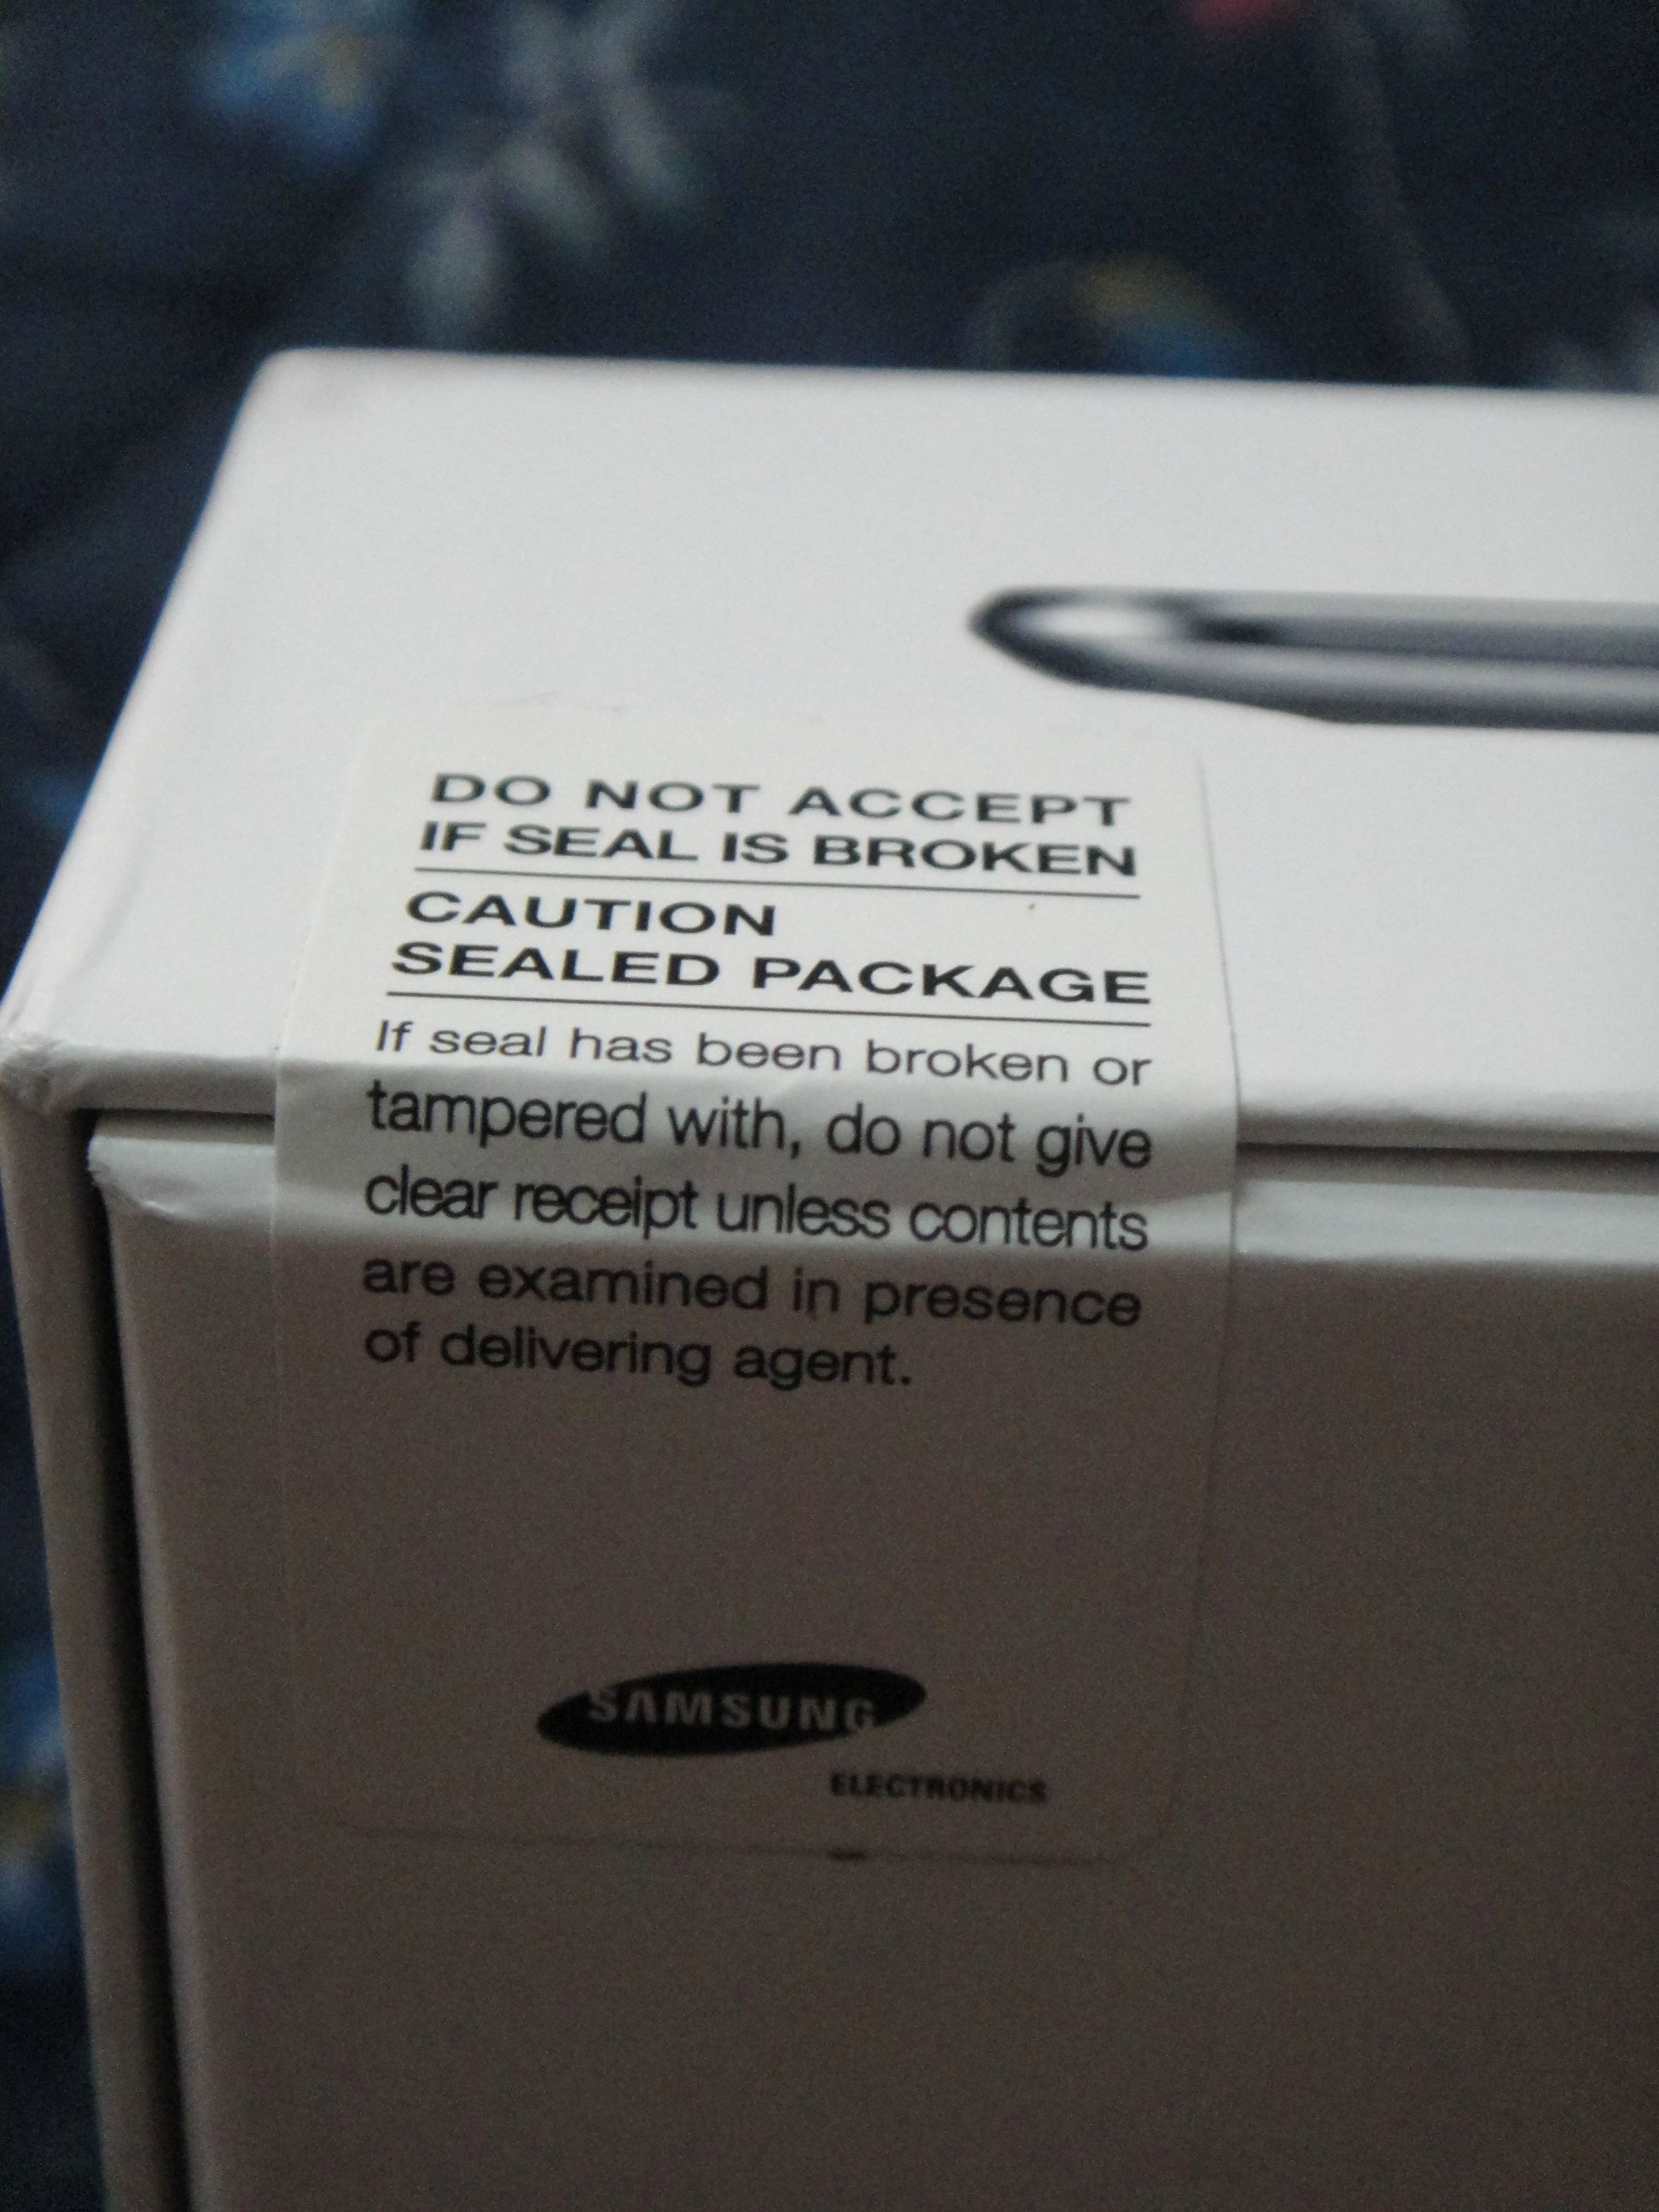 DO NOT ACCEPT
IF SEAL IS BROKEN
CAUTION
SEALED PACKAGE
If seal has been broken or
tampered with, do not give
clear receipt unless contents
are examined in presence
of delivering agent.
SAMSUNG
ELECTRONICS